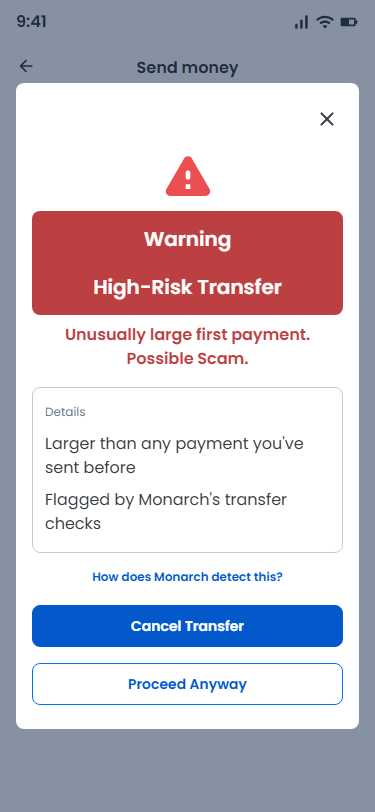 9:41
Send money
Warning
High-Risk Transfer
Unusually large first payment.
Possible Scam.
Details
Larger than any payment you've
sent before
Flagged by Monarch's transfer
checks
How does Monarch detect this?
Cancel Transfer
Proceed Anyway